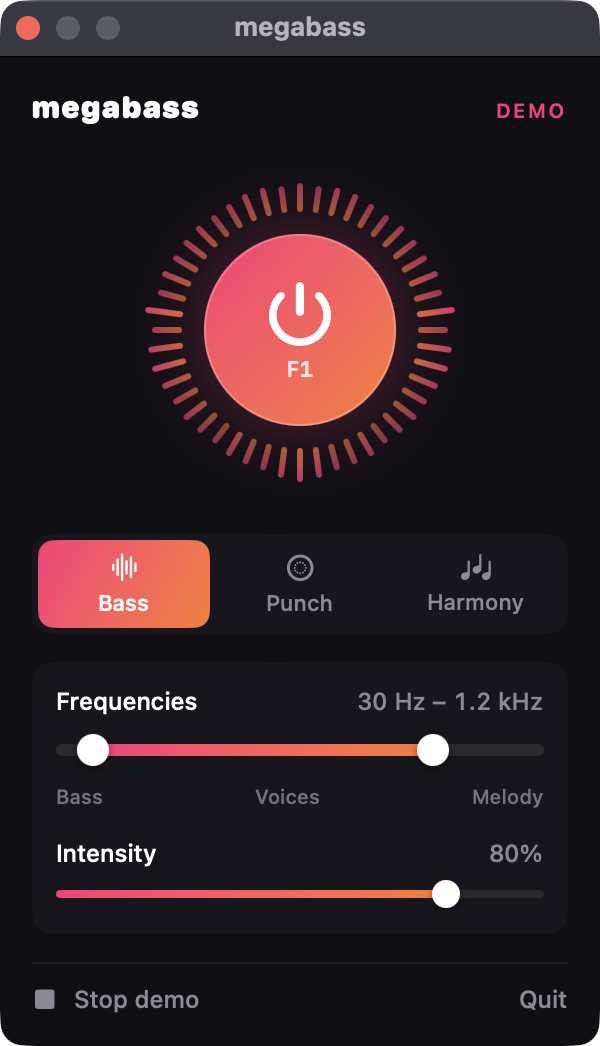 megabass
megabass
DEMO
F1
Bass
Punch
Harmony
Frequencies
30 Hz – 1.2 kHz
Bass
Voices
Melody
Intensity
80%
Stop demo
Quit